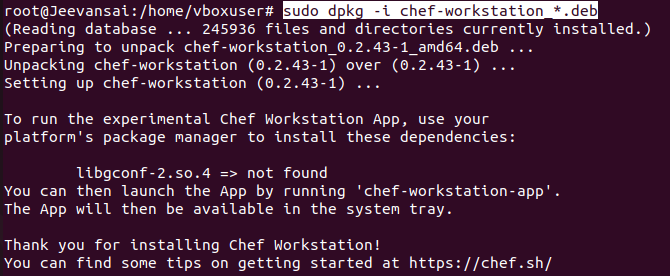 root@Jeevansai:/home/vboxuser# sudo dpkg -i chef-workstation_*.deb
(Reading database ... 245936 files and directories currently installed.)
Preparing to unpack chef-workstation_0.2.43-1_amd64.deb ...
Unpacking chef-workstation (0.2.43-1) over (0.2.43-1) ...
Setting up chef-workstation (0.2.43-1) ...
To run the experimental Chef Workstation App, use your
platform's package manager to install these dependencies:
libgconf-2.so.4 => not found
You can then launch the App by running 'chef-workstation-app'.
The App will then be available in the system tray.
Thank you for installing Chef Workstation!
You can find some tips on getting started at https://chef.sh/